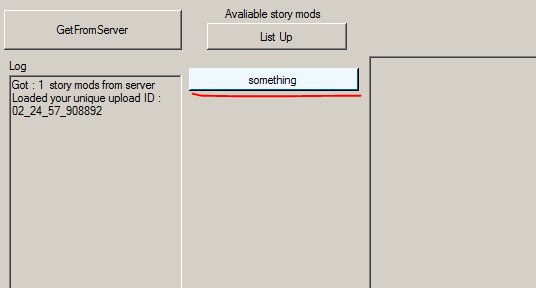 Avaliable story mods
GetFromServer
List Up
Log
something
Got : 1 story mods from server
Loaded your unique upload ID :
02_24_57_908892